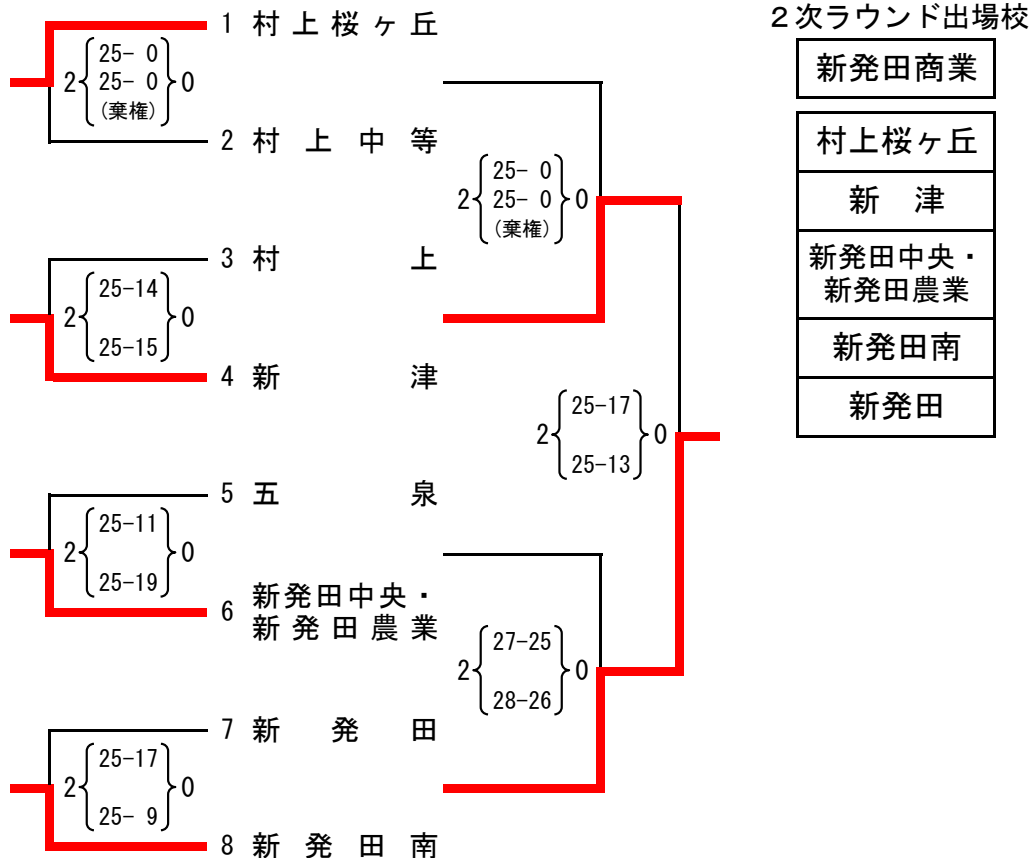 1 村上桜ヶ丘
2 25- 0 0
25- 0
(棄権)
2 村上中等
3 村上
2 25-14 0
25-15
4 新津
5 五泉
2 25-11 0
25-19
6 新発田中央・
新発田農業
7 新発田
2 25-17 0
25- 9
8 新発田南
2 25- 0 0
25- 0
(棄権)
2 25-17 0
25-13
2 27-25 0
28-26
2次ラウンド出場校
新発田商業
村上桜ヶ丘
新 津
新発田中央・
新発田農業
新発田南
新発田